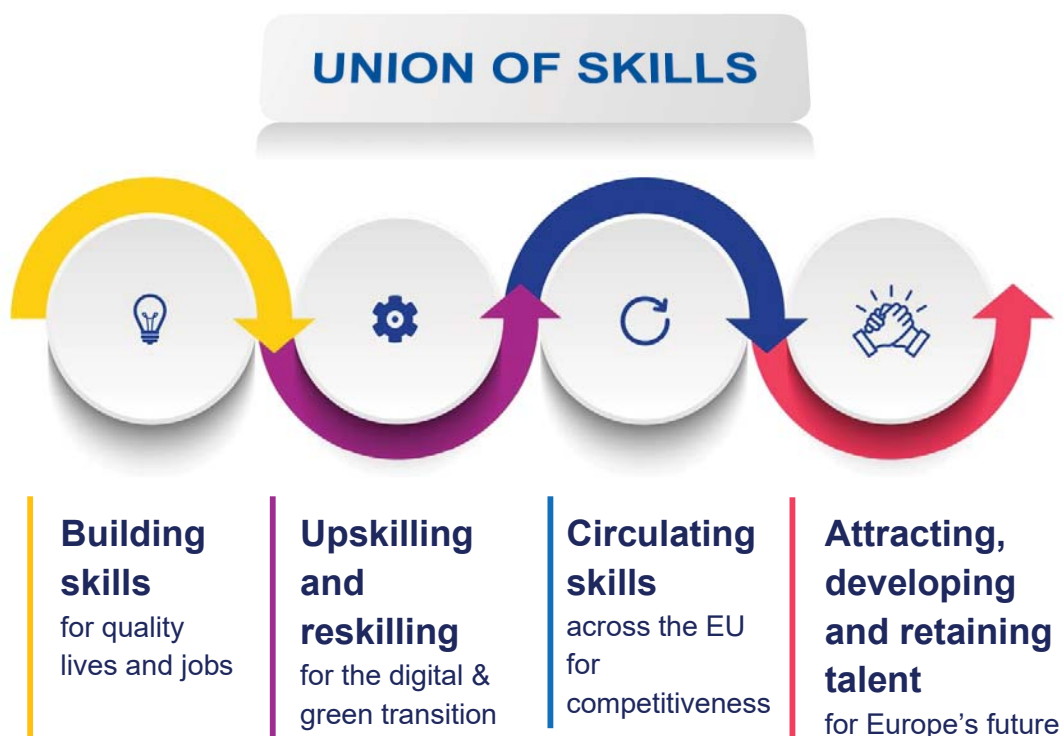 UNION OF SKILLS
Building
skills
for quality
lives and jobs
Upskilling
and
reskilling
for the digital &
green transition
Circulating
skills
across the EU
for
competitiveness
Attracting,
developing
and retaining
talent
for Europe’s future